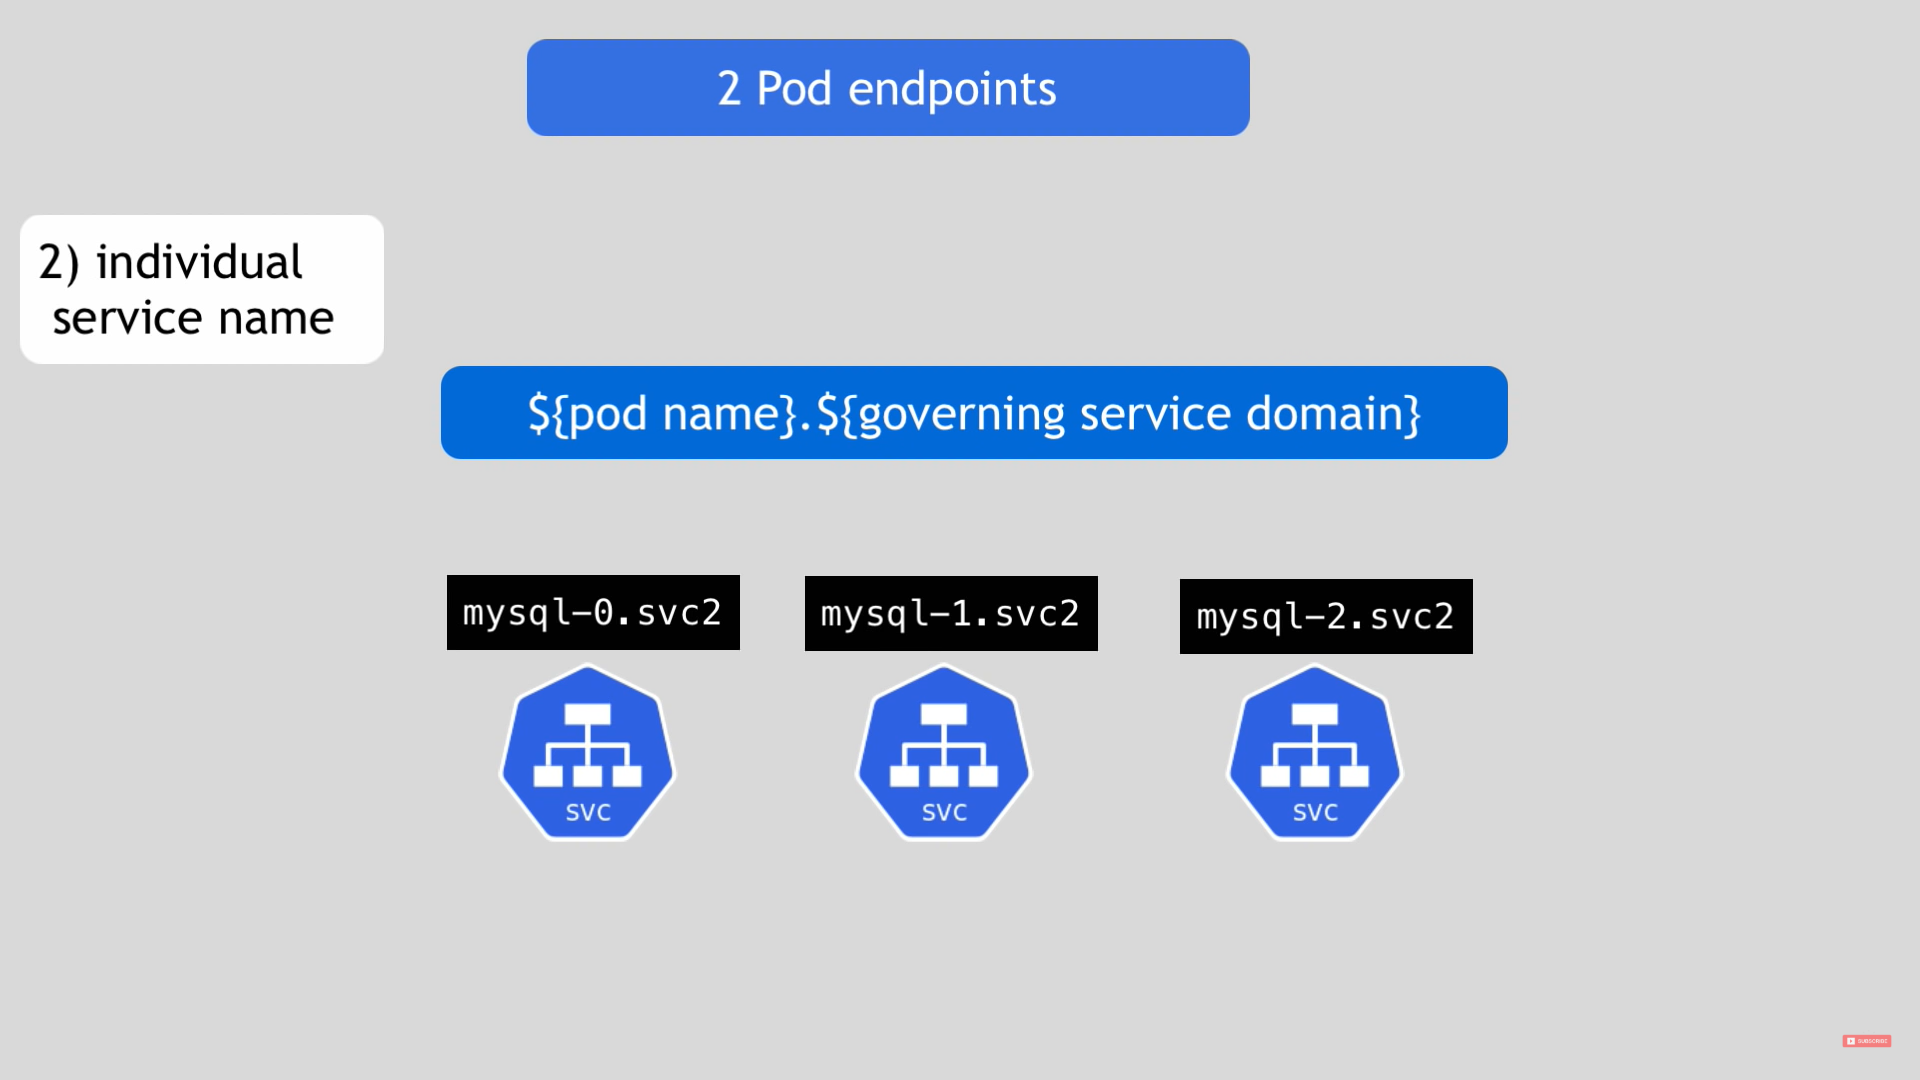 2 Pod endpoints
2) individual
service name
${pod name}.${governing service domain}
mysql-0.svc2
mysql-1.svc2
mysql-2.svc2
svc
svc
svc
SUBSCRIBE